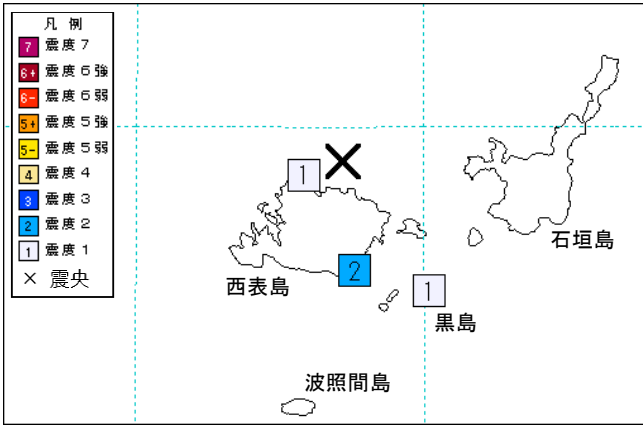 凡 例
7 震度７
6+ 震度６強
6- 震度６弱
5+ 震度５強
5- 震度５弱
4 震度４
3 震度３
2 震度２
1 震度１
× 震央
1
石垣島
2
西表島
1
黒島
波照間島